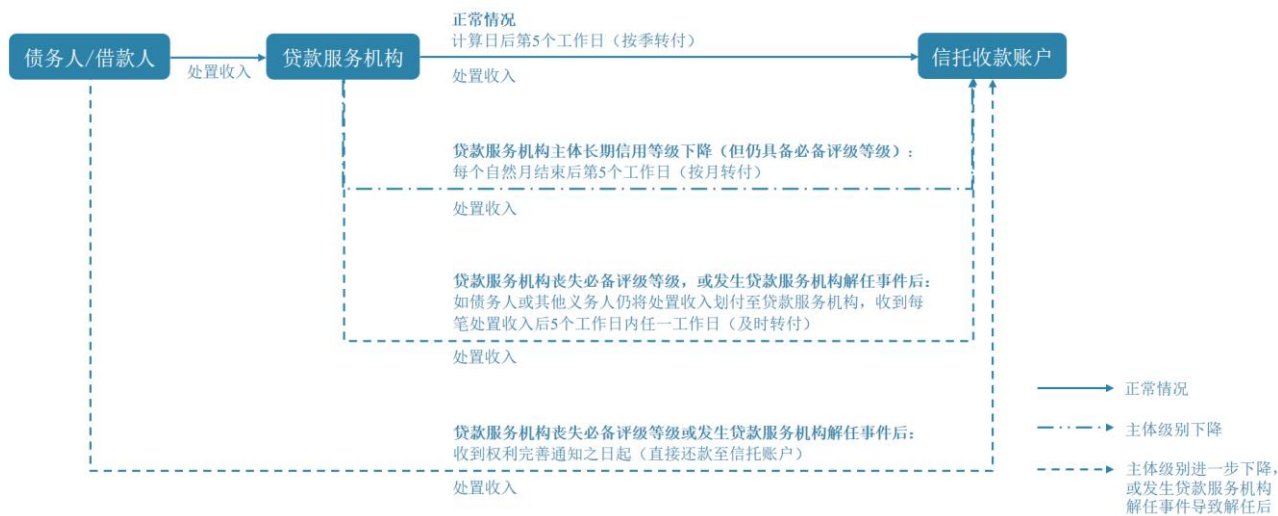 正常情况
计算日后第5个工作日（按季转付）
债务人/借款人
处置收入
贷款服务机构
处置收入
信托收款账户
贷款服务机构主体长期信用等级下降（但仍具备必备评级等级）：
每个自然月结束后第5个工作日（按月转付）
处置收入
贷款服务机构丧失必备评级等级，或发生贷款服务机构解任事件后：
如债务人或其他义务人仍将处置收入划付至贷款服务机构，收到每
笔处置收入后5个工作日内任一工作日（及时转付）
处置收入
贷款服务机构丧失必备评级等级或发生贷款服务机构解任事件后：
收到权利完善通知之日起（直接还款至信托账户）
处置收入
正常情况
主体级别下降
主体级别进一步下降，
或发生贷款服务机构
解任事件导致解任后